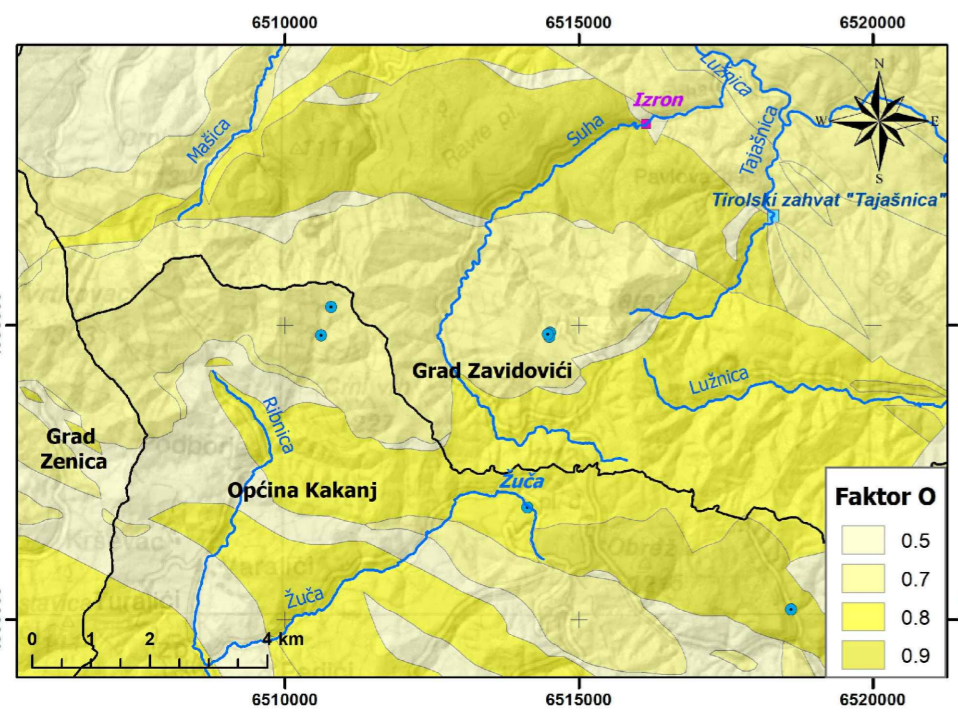 6510000
6515000
6520000
Lužnica
N
Izron
Mašica
Suha
Tajašnica
W
E
S
Tirolski zahvat "Tajašnica"
Grad Zavidovići
Lužnica
Ribnica
Grad
Zenica
Općina Kakanj
Žuča
Žuča
Faktor O
0.5
0.7
0.8
0.9
0
1
2
4 km
6510000
6515000
6520000